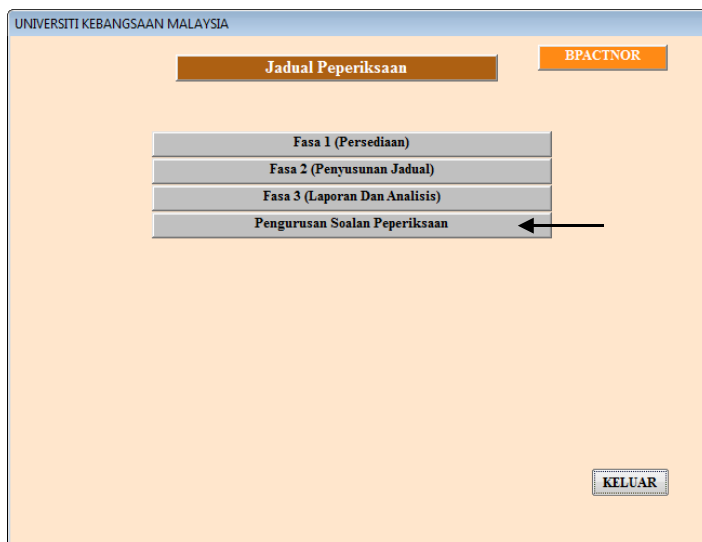 UNIVERSITI KEBANGSAAN MALAYSIA
Jadual Peperiksaan
BPACTNOR
Fasa 1 (Persediaan)
Fasa 2 (Penyusunan Jadual)
Fasa 3 (Laporan Dan Analisis)
Pengurusan Soalan Peperiksaan
KELUAR